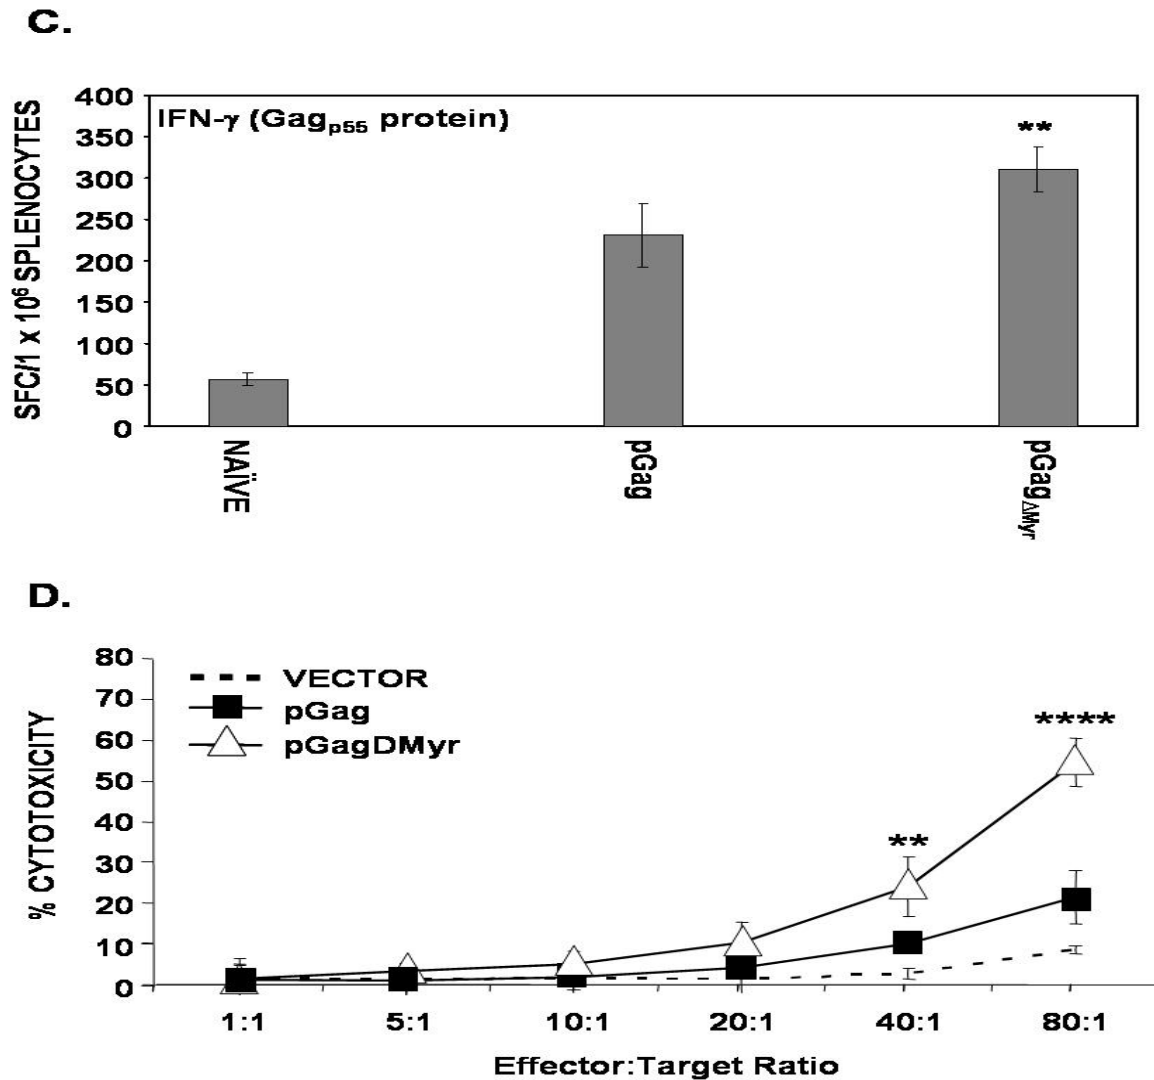 C.
IFN-γ (Gagp55 protein)
**
SFC/1 x 10⁶ SPLENOCYTES
400
350
300
250
200
150
100
50
0
NAÏVE
pGag
pGagΔMyr
D.
% CYTOTOXICITY
80
70
60
50
40
30
20
10
0
VECTOR
pGag
pGagDMyr
**
****
1:1 5:1 10:1 20:1 40:1 80:1
Effector:Target Ratio